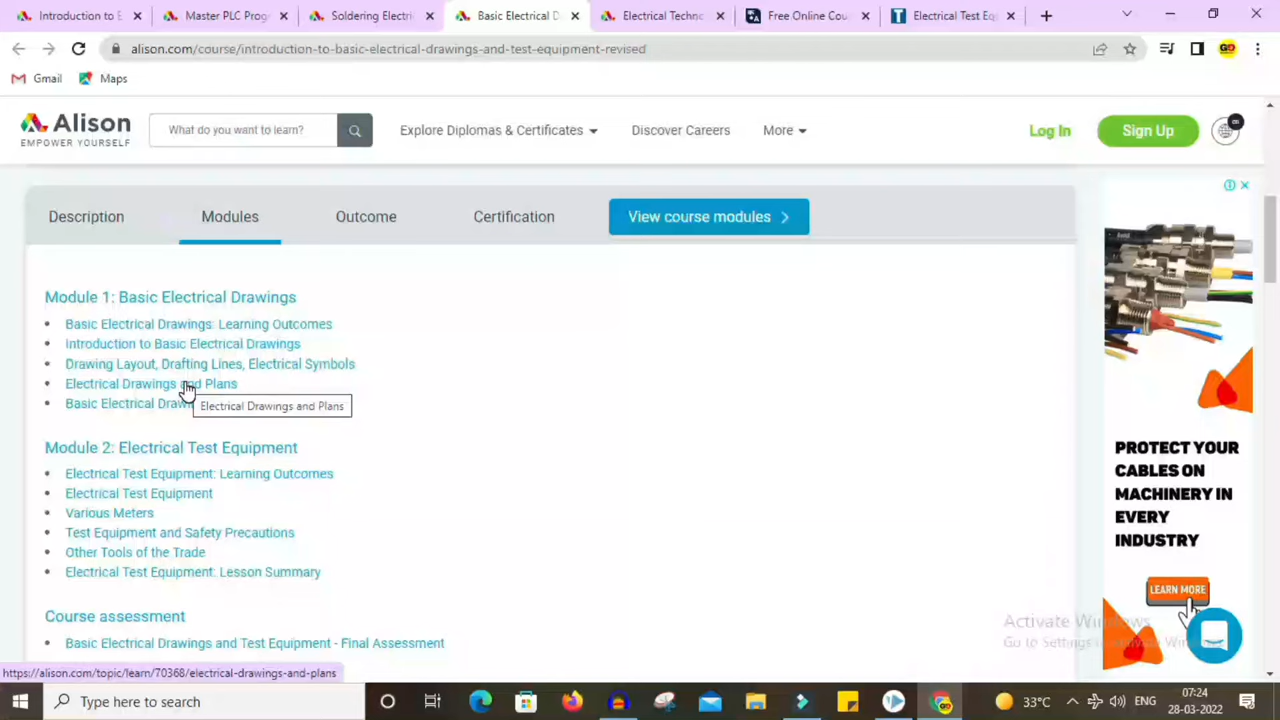 Introduction to E
Master PLC Prog
Soldering Electri
Basic Electrical D
Electrical Techno
Free Online Cou
Electrical Test Eq
alison.com/course/introduction-to-basic-electrical-drawings-and-test-equipment-revised
Gmail
Maps
Alison
EMPOWER YOURSELF
What do you want to learn?
Explore Diplomas & Certificates
Discover Careers
More
Log In
Sign Up
Description
Modules
Outcome
Certification
View course modules
Module 1: Basic Electrical Drawings
Basic Electrical Drawings: Learning Outcomes
Introduction to Basic Electrical Drawings
Drawing Layout, Drafting Lines, Electrical Symbols
Electrical Drawings and Plans
Basic Electrical Draw
Electrical Drawings and Plans
Module 2: Electrical Test Equipment
Electrical Test Equipment: Learning Outcomes
Electrical Test Equipment
Various Meters
Test Equipment and Safety Precautions
Other Tools of the Trade
Electrical Test Equipment: Lesson Summary
Course assessment
Basic Electrical Drawings and Test Equipment - Final Assessment
PROTECT YOUR
CABLES ON
MACHINERY IN
EVERY
INDUSTRY
LEARN MORE
Activate Windows
Go to Settings to activate Win
https://alison.com/topic/learn/70368/electrical-drawings-and-plans
Type here to search
33°C
ENG
07:24
28-03-2022